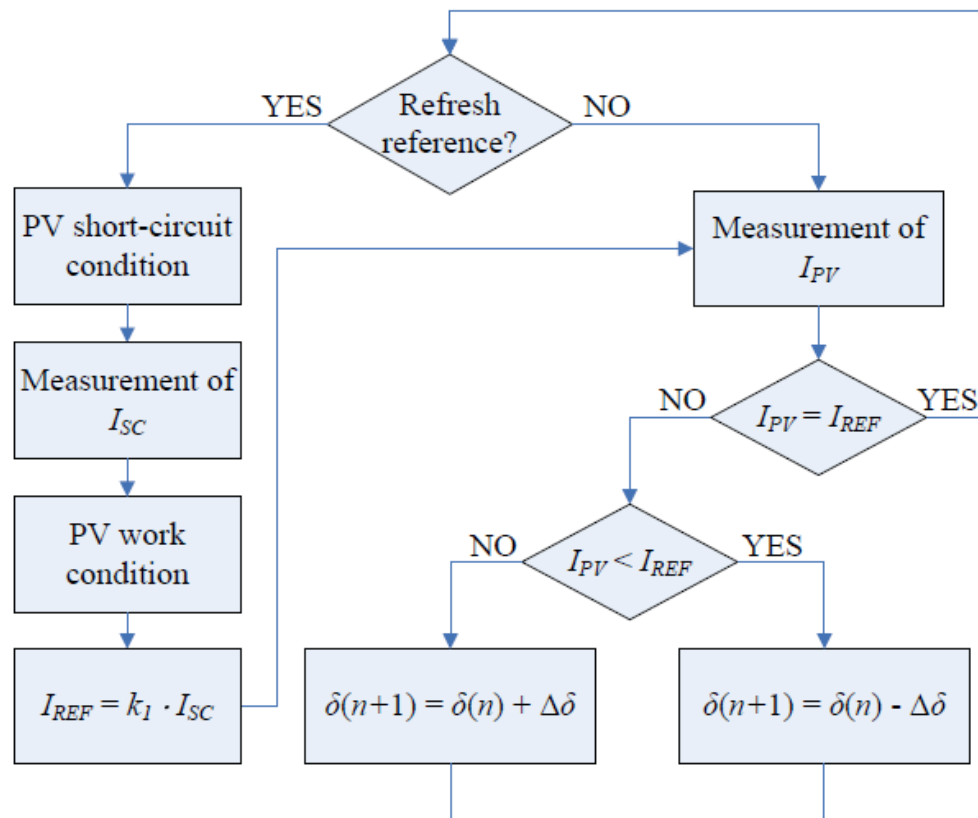 Refresh
reference?
YES
NO
PV short-circuit
condition
Measurement of
I_SC
PV work
condition
I_REF = k_1 · I_SC
Measurement of
I_PV
I_PV = I_REF
NO
YES
I_PV < I_REF
NO
YES
δ(n+1) = δ(n) + Δδ
δ(n+1) = δ(n) - Δδ